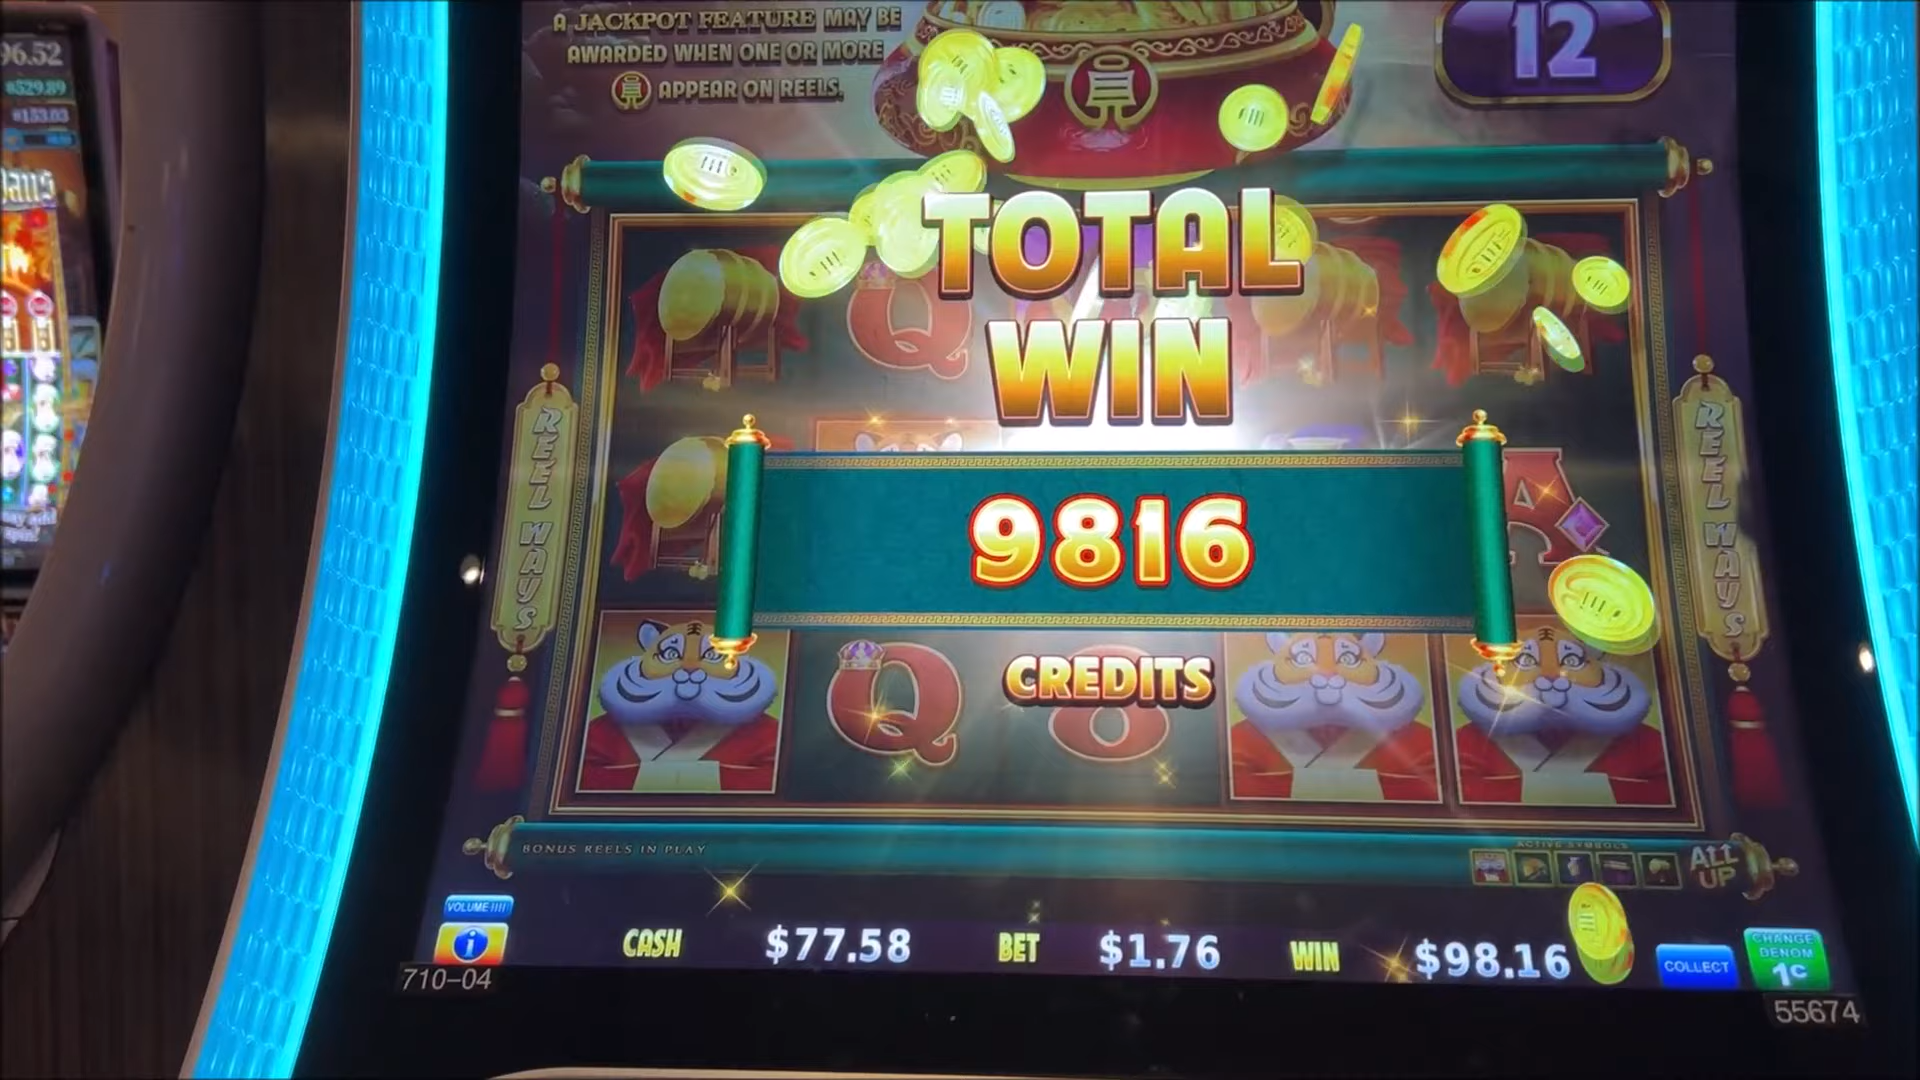 96.52
$529.89
$153.03
A JACKPOT FEATURE MAY BE
AWARDED WHEN ONE OR MORE
APPEAR ON REELS.
12
TOTAL
WIN
9816
CREDITS
REEL WAYS
REEL WAYS
Q
A
Q
BONUS REELS IN PLAY
ACTIVE SYMBOLS
ALL
UP
VOLUME
CASH
$77.58
BET
$1.76
WIN
$98.16
COLLECT
CHANGE
DENOM
1¢
710-04
55674